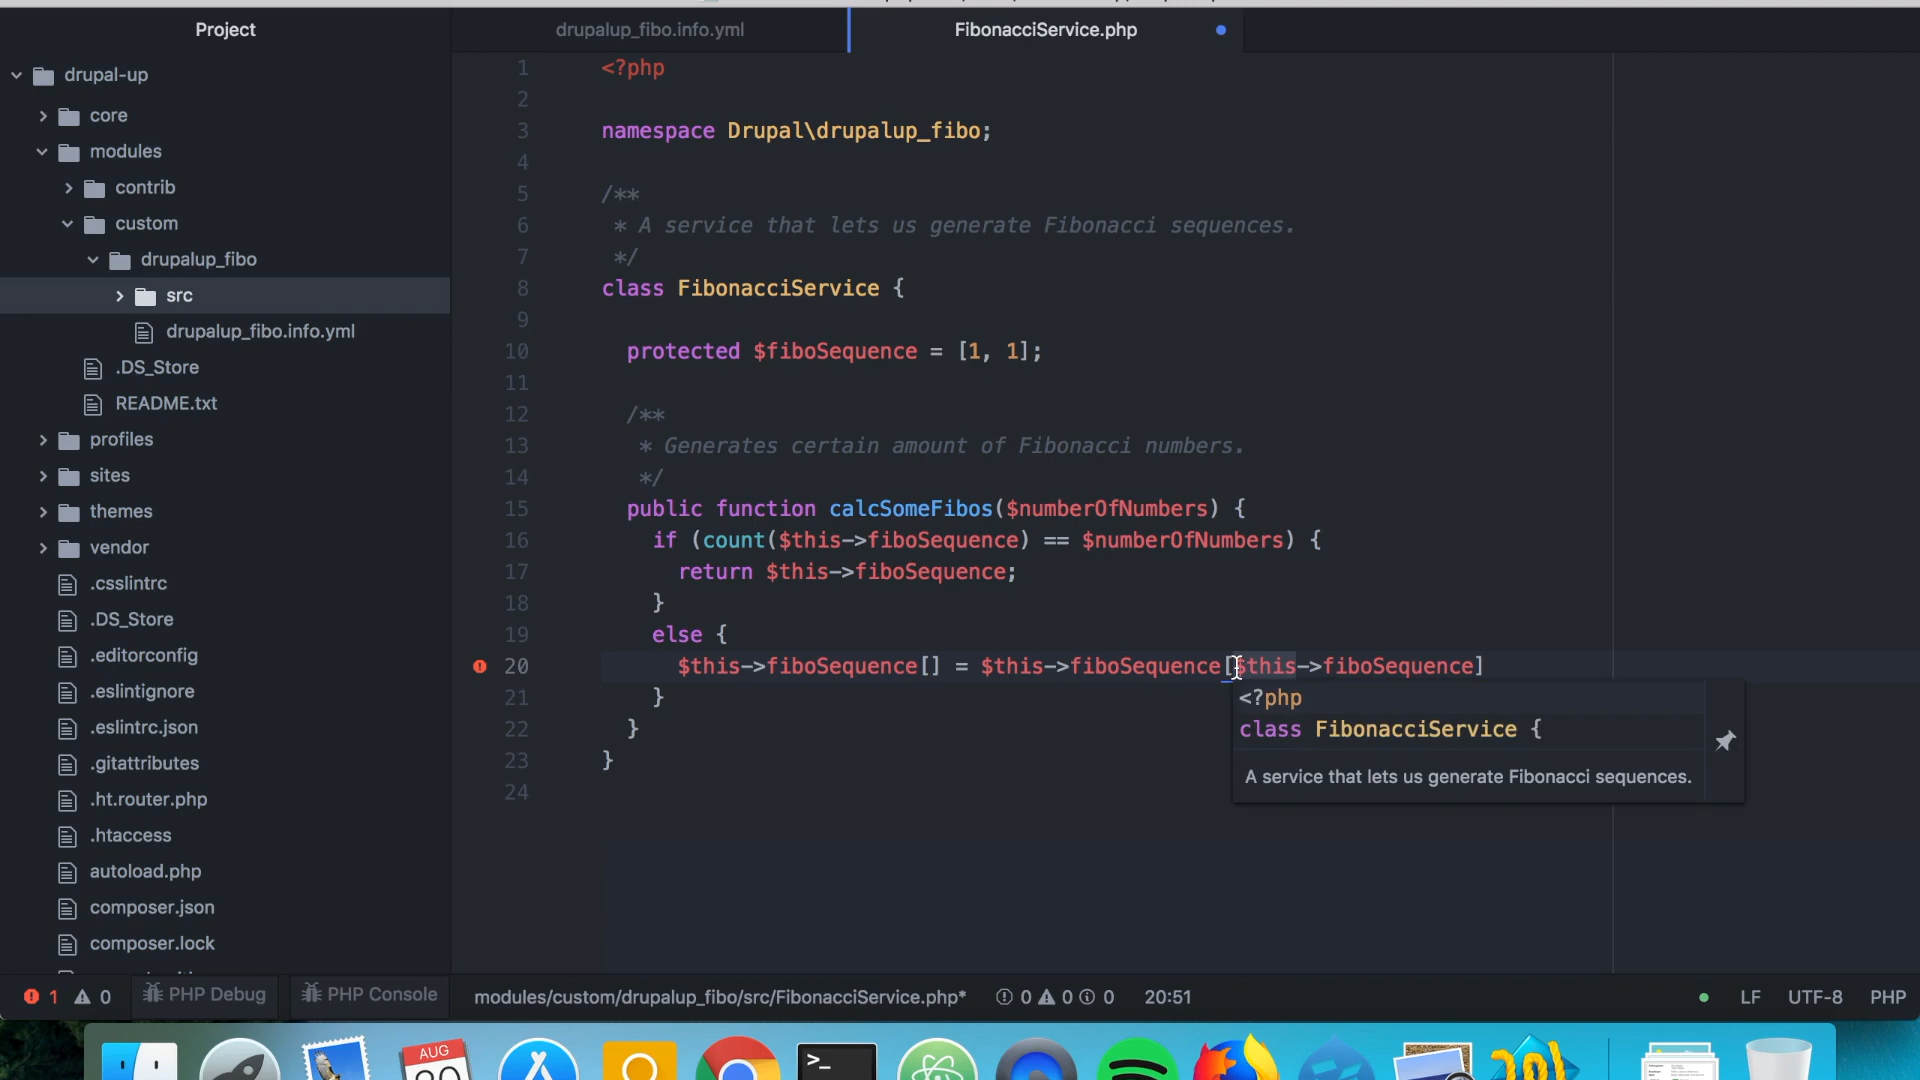 Project
drupalup_fibo.info.yml
FibonacciService.php
drupal-up
core
modules
contrib
custom
drupalup_fibo
src
drupalup_fibo.info.yml
.DS_Store
README.txt
profiles
sites
themes
vendor
.csslintrc
.DS_Store
.editorconfig
.eslintignore
.eslintrc.json
.gitattributes
.ht.router.php
.htaccess
autoload.php
composer.json
composer.lock
1 <?php
2
3 namespace Drupal\drupalup_fibo;
4
5 /**
6 * A service that lets us generate Fibonacci sequences.
7 */
8 class FibonacciService {
9
10 protected $fiboSequence = [1, 1];
11
12 /**
13 * Generates certain amount of Fibonacci numbers.
14 */
15 public function calcSomeFibos($numberOfNumbers) {
16 if (count($this->fiboSequence) == $numberOfNumbers) {
17 return $this->fiboSequence;
18 }
19 else {
20 $this->fiboSequence[] = $this->fiboSequence[$this->fiboSequence]
21 }
22 }
23 }
24
<?php
class FibonacciService {
A service that lets us generate Fibonacci sequences.
1 0 PHP Debug PHP Console modules/custom/drupalup_fibo/src/FibonacciService.php* 0 0 0 20:51 LF UTF-8 PHP
AUG
>_